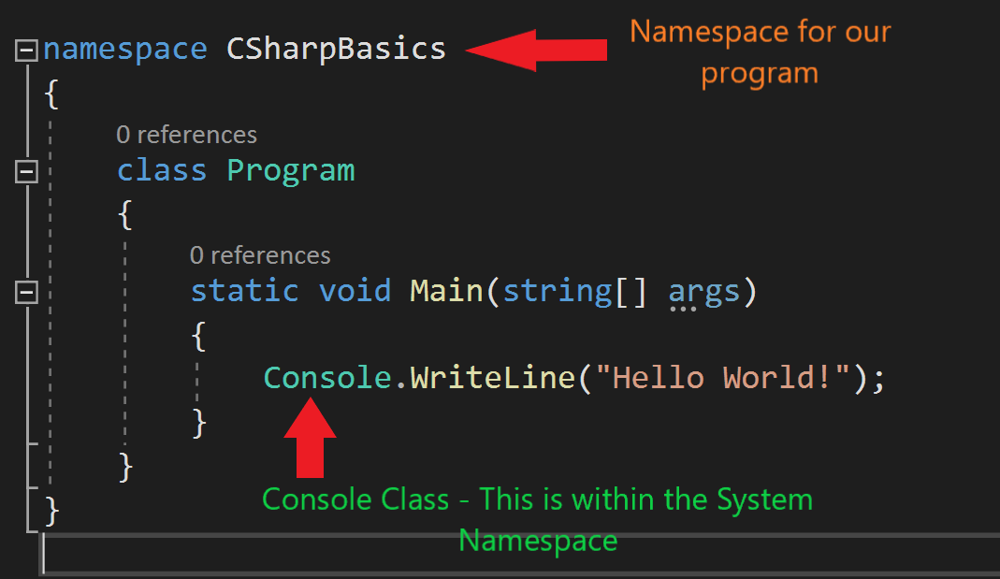 namespace CSharpBasics
Namespace for our
program
{
0 references
class Program
{
0 references
static void Main(string[] args)
{
Console.WriteLine("Hello World!");
}
}
}
Console Class - This is within the System
Namespace